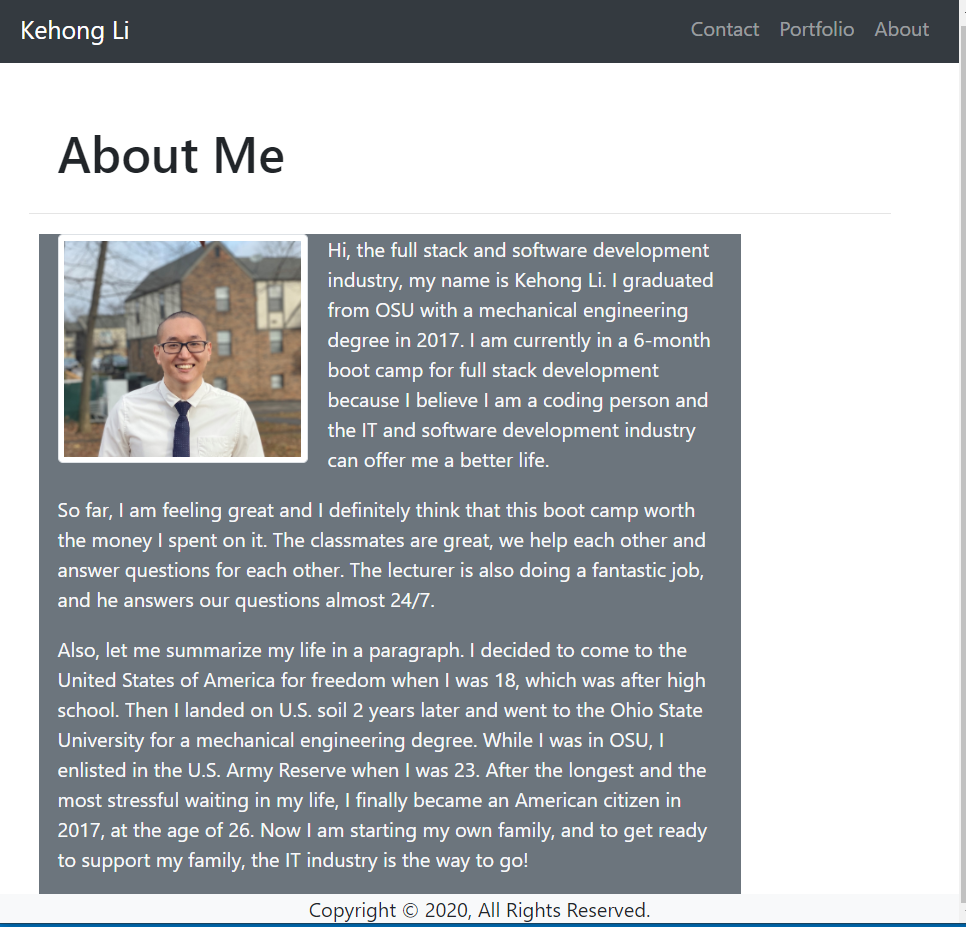 Kehong Li
Contact Portfolio About
About Me
Hi, the full stack and software development
industry, my name is Kehong Li. I graduated
from OSU with a mechanical engineering
degree in 2017. I am currently in a 6-month
boot camp for full stack development
because I believe I am a coding person and
the IT and software development industry
can offer me a better life.
So far, I am feeling great and I definitely think that this boot camp worth
the money I spent on it. The classmates are great, we help each other and
answer questions for each other. The lecturer is also doing a fantastic job,
and he answers our questions almost 24/7.
Also, let me summarize my life in a paragraph. I decided to come to the
United States of America for freedom when I was 18, which was after high
school. Then I landed on U.S. soil 2 years later and went to the Ohio State
University for a mechanical engineering degree. While I was in OSU, I
enlisted in the U.S. Army Reserve when I was 23. After the longest and the
most stressful waiting in my life, I finally became an American citizen in
2017, at the age of 26. Now I am starting my own family, and to get ready
to support my family, the IT industry is the way to go!
Copyright © 2020, All Rights Reserved.